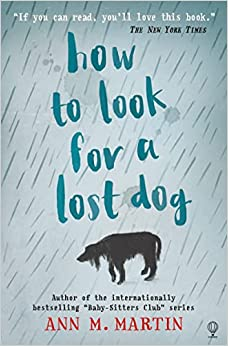 "If you can read, you'll love this book."
THE NEW YORK TIMES
how
to look
for a
lost dog
Author of the internationally
bestselling "Baby-Sitters Club" series
ANN M. MARTIN